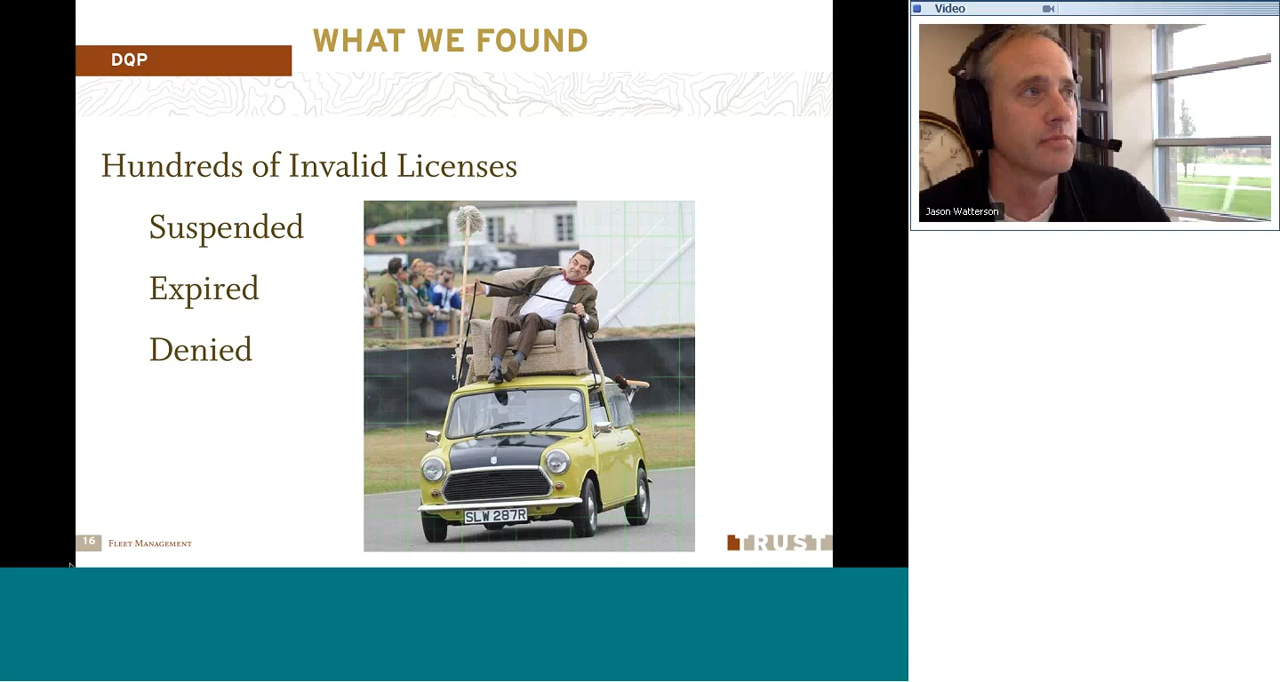 WHAT WE FOUND
DQP
Hundreds of Invalid Licenses
Suspended
Expired
Denied
SLW 287R
16 Fleet Management
TRUST
Video
Jason Watterson